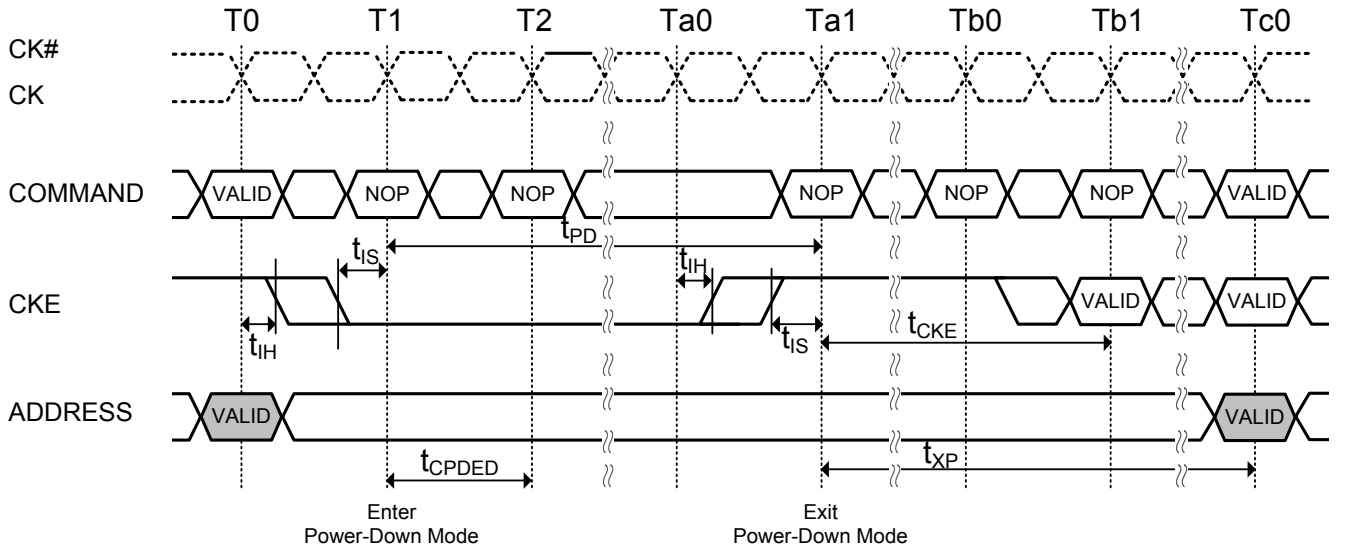 T0 T1 T2 Ta0 Ta1 Tb0 Tb1 Tc0
CK#
CK
COMMAND VALID NOP NOP NOP NOP NOP VALID
tPD
tIS tIH
CKE VALID VALID
tIH tIS tCKE
ADDRESS VALID VALID
tCPDED tXP
Enter
Power-Down Mode
Exit
Power-Down Mode